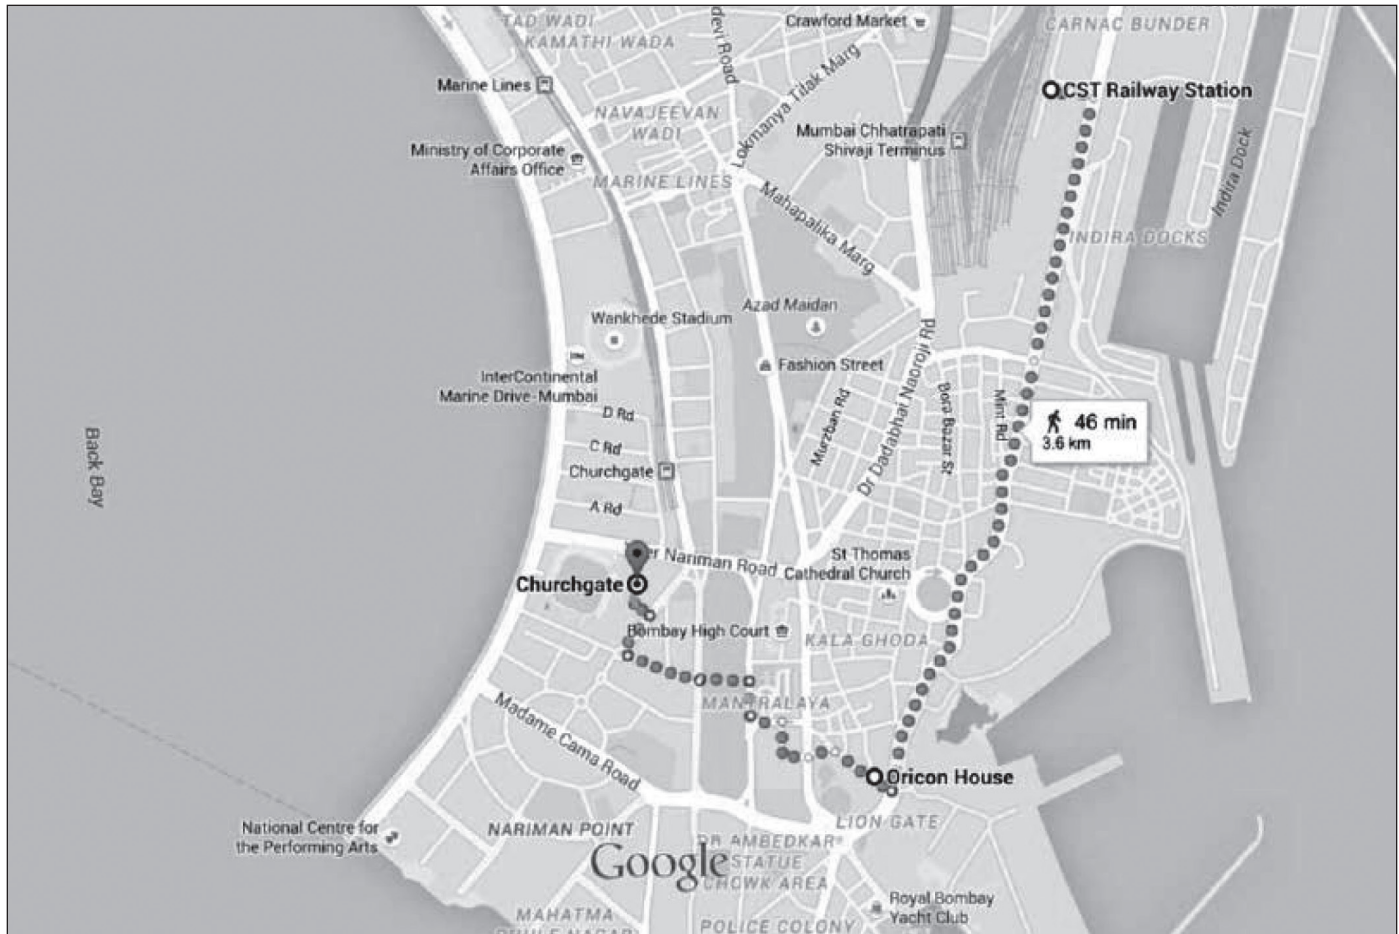 TAD WADI
KAMATHI WADA
devi Road
Crawford Market
CARNAC BUNDER
Marine Lines
CST Railway Station
Lokmanya Tilak Marg
NAVAJEEVAN
WADI
Mumbai Chhatrapati
Shivaji Terminus
Indira Dock
Ministry of Corporate
Affairs Office
MARINE LINES
Mahapalika Marg
INDIRA DOCKS
Azad Maidan
Wankhede Stadium
Fashion Street
InterContinental
Marine Drive-Mumbai
D Rd
Murzban Rd
Dr Dadabhai Naoroji Rd
Bora Bazar St
Mint Rd
46 min
3.6 km
C Rd
Churchgate
Back Bay
A Rd
er Nariman Road
St Thomas
Cathedral Church
Churchgate
Bombay High Court
KALA GHODA
MANTRALAYA
Madame Cama Road
Oricon House
National Centre for
the Performing Arts
NARIMAN POINT
LION GATE
Google
DR AMBEDKAR
STATUE
CHOWK AREA
Royal Bombay
Yacht Club
MAHATMA
POLICE COLONY